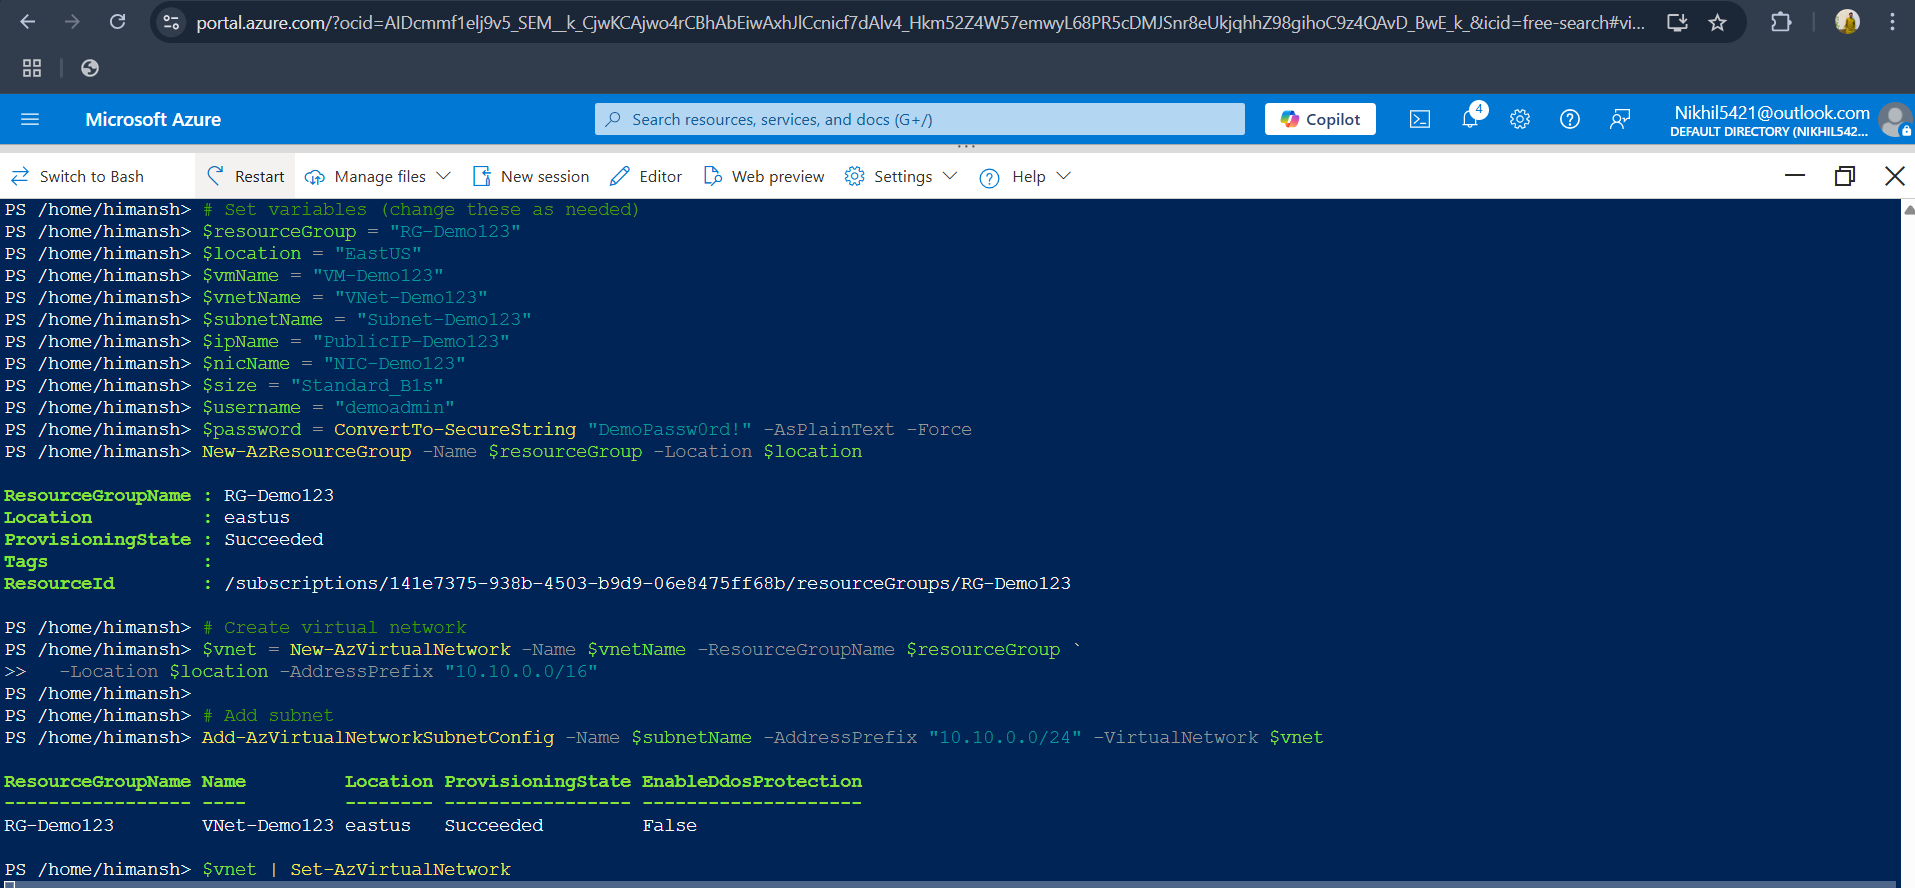 portal.azure.com/?ocid=AIDcmmf1elj9v5_SEM__k_CjwKCAjwo4rCBhAbEiwAxhJlCcnicf7dAlv4_Hkm52Z4W57emwyL68PR5cDMJSnr8eUkjqhhZ98gihoC9z4QAvD_BwE_k_&icid=free-search#vi...
Microsoft Azure
Search resources, services, and docs (G+/)
Copilot
4
Nikhil5421@outlook.com
DEFAULT DIRECTORY (NIKHIL542...
Switch to Bash Restart Manage files New session Editor Web preview Settings Help
PS /home/himansh> # Set variables (change these as needed)
PS /home/himansh> $resourceGroup = "RG-Demo123"
PS /home/himansh> $location = "EastUS"
PS /home/himansh> $vmName = "VM-Demo123"
PS /home/himansh> $vnetName = "VNet-Demo123"
PS /home/himansh> $subnetName = "Subnet-Demo123"
PS /home/himansh> $ipName = "PublicIP-Demo123"
PS /home/himansh> $nicName = "NIC-Demo123"
PS /home/himansh> $size = "Standard_B1s"
PS /home/himansh> $username = "demoadmin"
PS /home/himansh> $password = ConvertTo-SecureString "DemoPassw0rd!" -AsPlainText -Force
PS /home/himansh> New-AzResourceGroup -Name $resourceGroup -Location $location
ResourceGroupName : RG-Demo123
Location          : eastus
ProvisioningState : Succeeded
Tags              :
ResourceId        : /subscriptions/141e7375-938b-4503-b9d9-06e8475ff68b/resourceGroups/RG-Demo123
PS /home/himansh> # Create virtual network
PS /home/himansh> $vnet = New-AzVirtualNetwork -Name $vnetName -ResourceGroupName $resourceGroup `
>>   -Location $location -AddressPrefix "10.10.0.0/16"
PS /home/himansh>
PS /home/himansh> # Add subnet
PS /home/himansh> Add-AzVirtualNetworkSubnetConfig -Name $subnetName -AddressPrefix "10.10.0.0/24" -VirtualNetwork $vnet
ResourceGroupName Name         Location ProvisioningState EnableDdosProtection
----------------- ----         -------- ----------------- --------------------
RG-Demo123        VNet-Demo123 eastus   Succeeded         False
PS /home/himansh> $vnet | Set-AzVirtualNetwork